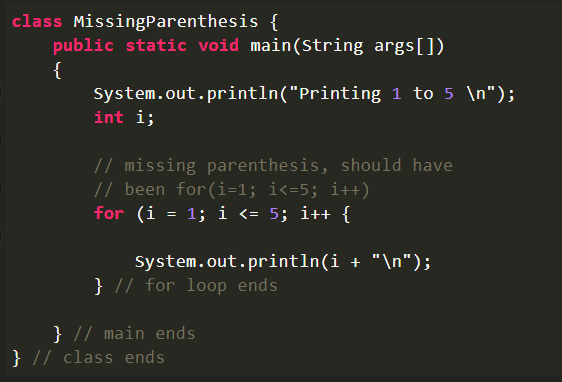 class MissingParenthesis {
    public static void main(String args[])
    {
        System.out.println("Printing 1 to 5 \n");
        int i;

        // missing parenthesis, should have
        // been for(i=1; i<=5; i++)
        for (i = 1; i <= 5; i++ {

            System.out.println(i + "\n");
        } // for loop ends

    } // main ends
} // class ends